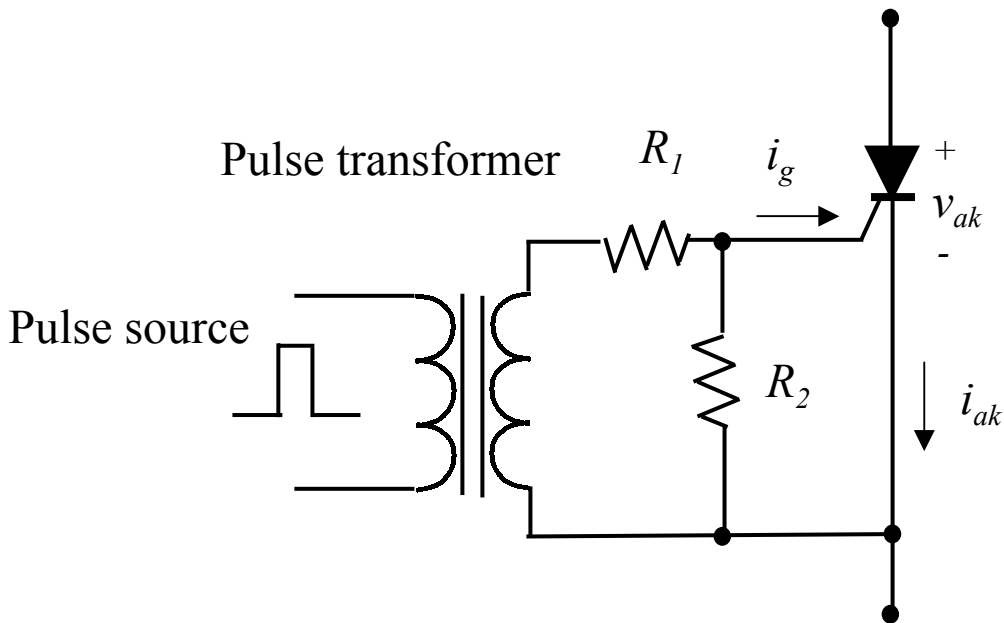 Pulse transformer
R1
ig
+
vak
-
Pulse source
R2
iak